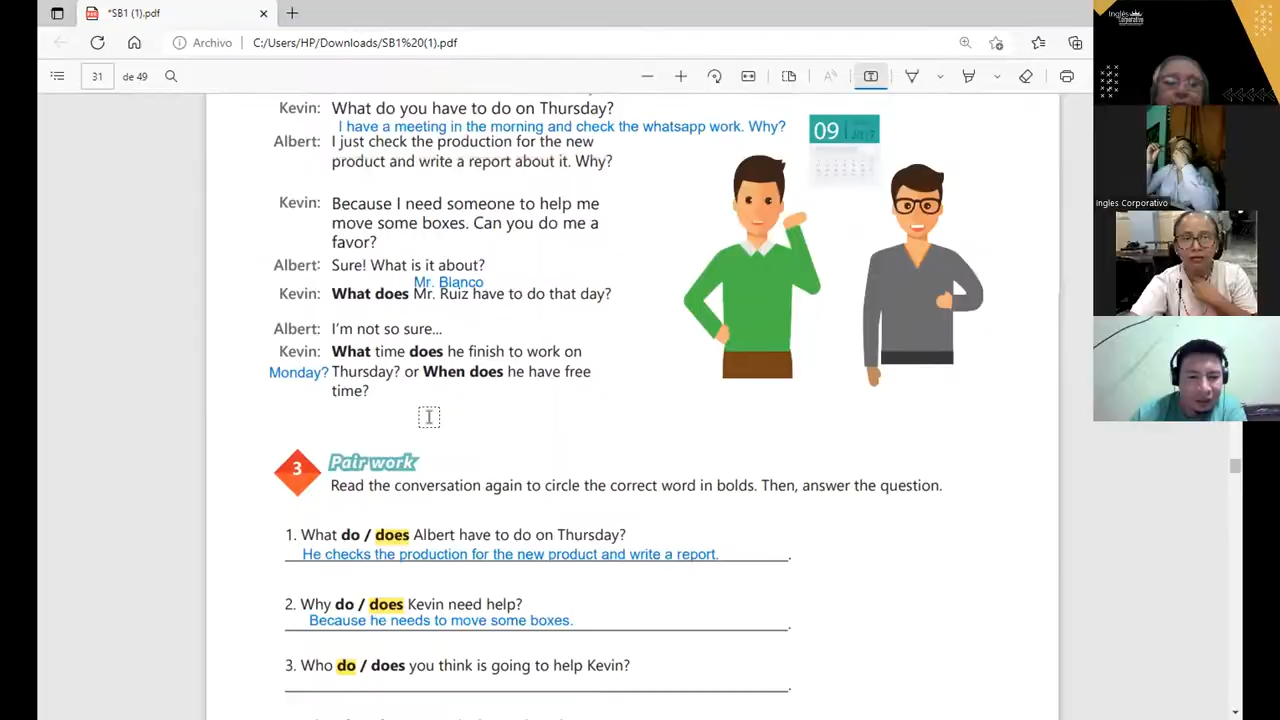 *SB1 (1).pdf
Archivo
C:/Users/HP/Downloads/SB1%20(1).pdf
31
de 49
Kevin: What do you have to do on Thursday?
I have a meeting in the morning and check the whatsapp work. Why?
Albert: I just check the production for the new
product and write a report about it. Why?
09
Kevin: Because I need someone to help me
move some boxes. Can you do me a
favor?
Albert: Sure! What is it about?
Mr. Blanco
Kevin: What does Mr. Ruiz have to do that day?
Albert: I'm not so sure...
Kevin: What time does he finish to work on
Monday? Thursday? or When does he have free
time?
3
Pair work
Read the conversation again to circle the correct word in bolds. Then, answer the question.
1. What do / does Albert have to do on Thursday?
He checks the production for the new product and write a report.
2. Why do / does Kevin need help?
Because he needs to move some boxes.
3. Who do / does you think is going to help Kevin?
Inglés
Corporativo
Ingles Corporativo